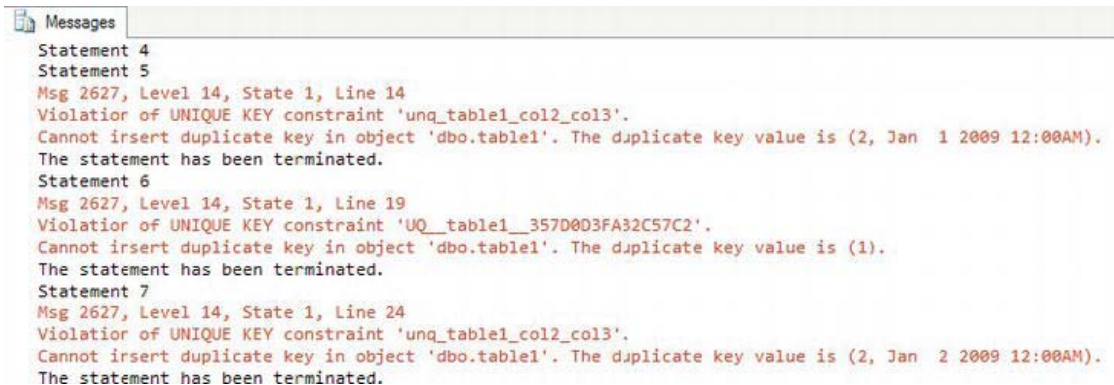 Messages
Statement 4
Statement 5
Msg 2627, Level 14, State 1, Line 14
Violation of UNIQUE KEY constraint 'unq_table1_col2_col3'.
Cannot insert duplicate key in object 'dbo.table1'. The duplicate key value is (2, Jan  1 2009 12:00AM).
The statement has been terminated.
Statement 6
Msg 2627, Level 14, State 1, Line 19
Violation of UNIQUE KEY constraint 'UQ__table1__357D0D3FA32C57C2'.
Cannot insert duplicate key in object 'dbo.table1'. The duplicate key value is (1).
The statement has been terminated.
Statement 7
Msg 2627, Level 14, State 1, Line 24
Violation of UNIQUE KEY constraint 'unq_table1_col2_col3'.
Cannot insert duplicate key in object 'dbo.table1'. The duplicate key value is (2, Jan  2 2009 12:00AM).
The statement has been terminated.